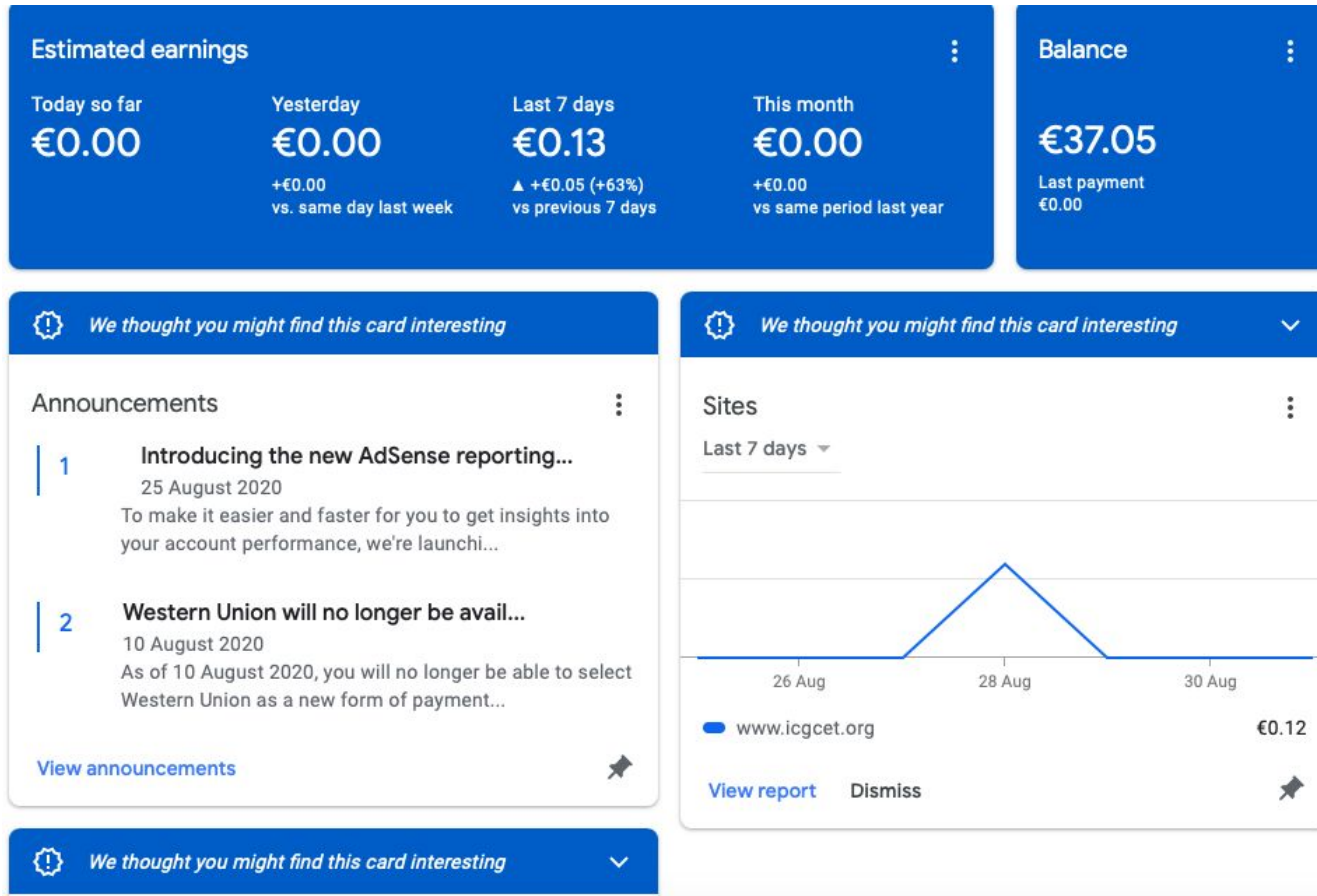 Estimated earnings
Today so far
€0.00
Yesterday
€0.00
+€0.00
vs. same day last week
Last 7 days
€0.13
▲ +€0.05 (+63%)
vs previous 7 days
This month
€0.00
+€0.00
vs same period last year
Balance
€37.05
Last payment
€0.00
We thought you might find this card interesting
Announcements
1
Introducing the new AdSense reporting...
25 August 2020
To make it easier and faster for you to get insights into
your account performance, we're launchi...
2
Western Union will no longer be avail...
10 August 2020
As of 10 August 2020, you will no longer be able to select
Western Union as a new form of payment...
View announcements
We thought you might find this card interesting
Sites
Last 7 days
26 Aug
28 Aug
30 Aug
www.icgcet.org
€0.12
View report
Dismiss
We thought you might find this card interesting